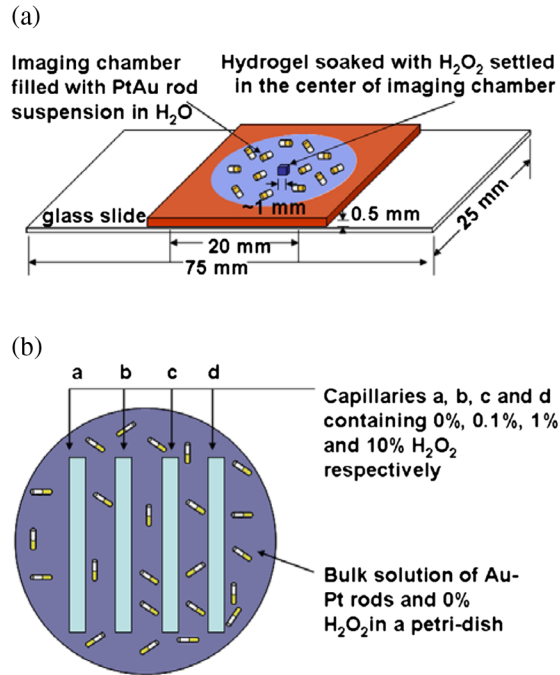 (a)
Imaging chamber
filled with PtAu rod
suspension in H₂O
Hydrogel soaked with H₂O₂ settled
in the center of imaging chamber
~1 mm
glass slide
0.5 mm
20 mm
25 mm
75 mm
(b)
a b c d
Capillaries a, b, c and d
containing 0%, 0.1%, 1%
and 10% H₂O₂
respectively
Bulk solution of Au-
Pt rods and 0%
H₂O₂in a petri-dish